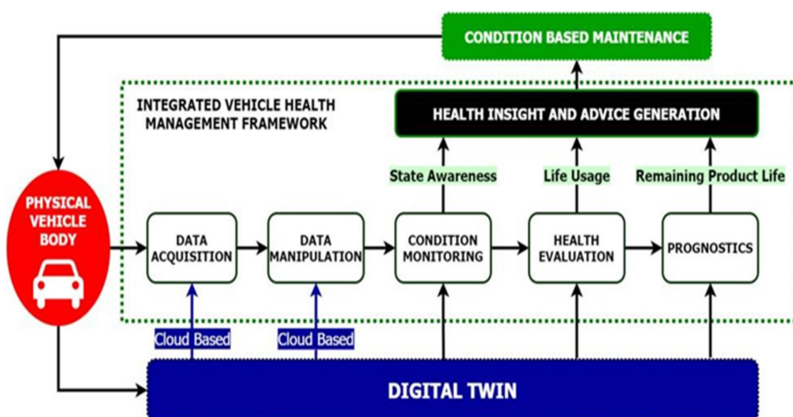 CONDITION BASED MAINTENANCE
INTEGRATED VEHICLE HEALTH
MANAGEMENT FRAMEWORK
HEALTH INSIGHT AND ADVICE GENERATION
State Awareness
Life Usage
Remaining Product Life
PHYSICAL
VEHICLE
BODY
DATA
ACQUISITION
DATA
MANIPULATION
CONDITION
MONITORING
HEALTH
EVALUATION
PROGNOSTICS
Cloud Based
Cloud Based
DIGITAL TWIN